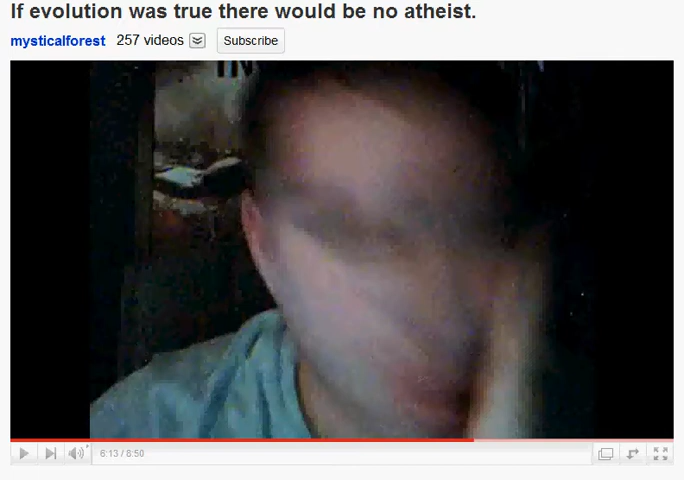 If evolution was true there would be no atheist.
mysticalforest 257 videos Subscribe
6:13 / 8:50